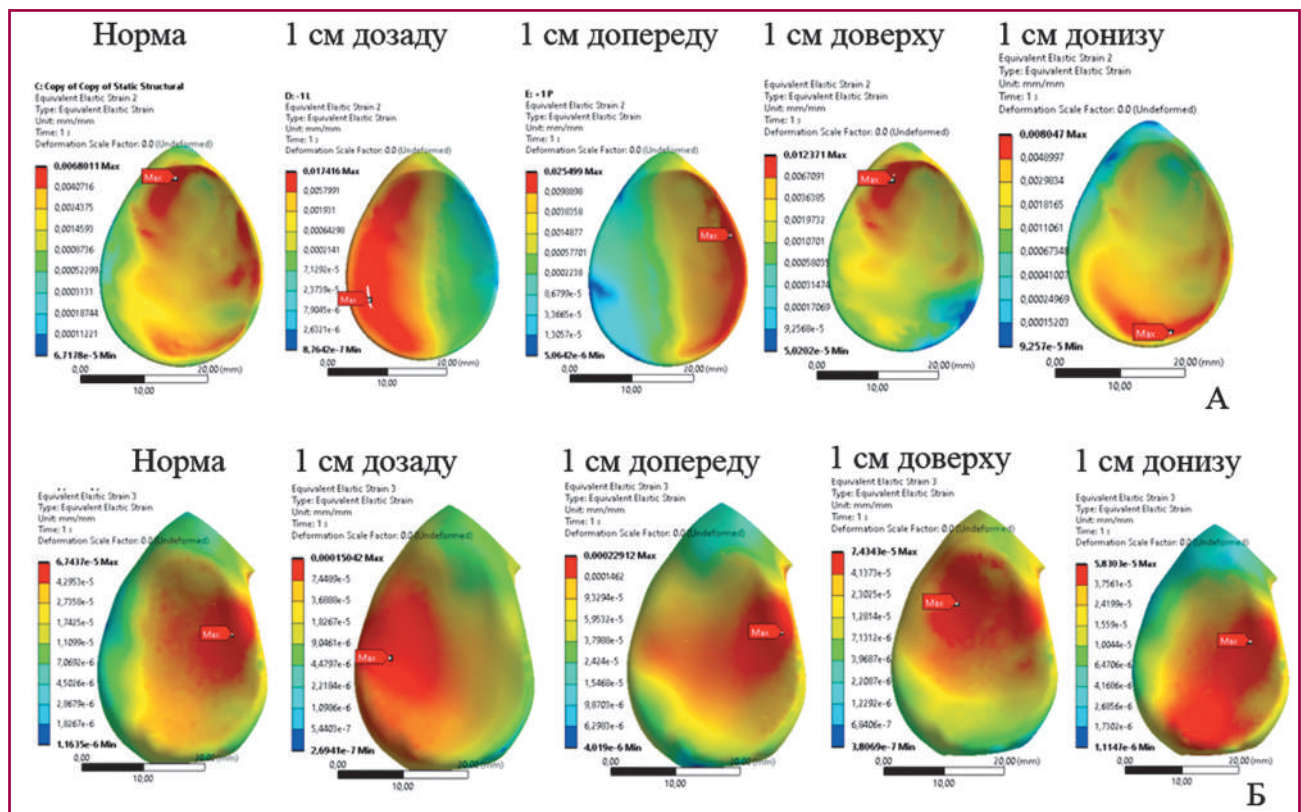 Норма
1 см дозаду
1 см допереду
1 см доверху
1 см донизу
C: Copy of Copy of Static Structural
Equivalent Elastic Strain 2
Type: Equivalent Elastic Strain
Unit: mm/mm
Time: 1 s
Deformation Scale Factor: 0.0 (Undeformed)
0.0068011 Max
0,0040716
0,0024375
0,0014593
0,0008736
0,00052299
0,0003131
0,00018744
0,00011221
6,7178e-5 Min
Max
0,00
20,00 (mm)
10,00
D: -1L
Equivalent Elastic Strain 2
Type: Equivalent Elastic Strain
Unit: mm/mm
Time: 1 s
Deformation Scale Factor: 0.0 (Undeformed)
0,017416 Max
0,0057991
0,001931
0,00064298
0,0002141
7,1292e-5
2,3739e-5
7,9045e-6
2,6321e-6
8,7642e-7 Min
Max
0,00
20,00 (mm)
10,00
E: +1P
Equivalent Elastic Strain 2
Type: Equivalent Elastic Strain
Unit: mm/mm
Time: 1 s
Deformation Scale Factor: 0.0 (Undeformed)
0,025499 Max
0,0098898
0,0038358
0,0014877
0,00057701
0,0002238
8,6799e-5
3,3665e-5
1,3057e-5
5,0642e-6 Min
Max
0,00
20,00 (mm)
10,00
Equivalent Elastic Strain 2
Type: Equivalent Elastic Strain
Unit: mm/mm
Time: 1 s
Deformation Scale Factor: 0.0 (Undeformed)
0,012371 Max
0,0067091
0,0036385
0,0019732
0,0010701
0,00058035
0,00031474
0,00017069
9,2568e-5
5,0202e-5 Min
Max
0,00
20,00 (mm)
10,00
Equivalent Elastic Strain 2
Type: Equivalent Elastic Strain
Unit: mm/mm
Time: 1 s
Deformation Scale Factor: 0.0 (Undeformed)
0,008047 Max
0,0048997
0,0029834
0,0018165
0,0011061
0,00067348
0,00041007
0,00024969
0,00015203
9,257e-5 Min
Max
0,00
20,00 (mm)
10,00
А
Норма
1 см дозаду
1 см допереду
1 см доверху
1 см донизу
Equivalent Elastic Strain 3
Type: Equivalent Elastic Strain
Unit: mm/mm
Time: 1 s
Deformation Scale Factor: 0.0 (Undeformed)
6,7437e-5 Max
4,2953e-5
2,7358e-5
1,7425e-5
1,1099e-5
7,0692e-6
4,5026e-6
2,8679e-6
1,8267e-6
1,1635e-6 Min
Max
0,00
20,00 (mm)
10,00
Equivalent Elastic Strain 3
Type: Equivalent Elastic Strain
Unit: mm/mm
Time: 1 s
Deformation Scale Factor: 0.0 (Undeformed)
0,00015042 Max
7,4489e-5
3,6888e-5
1,8267e-5
9,0461e-6
4,4797e-6
2,2184e-6
1,0986e-6
5,4403e-7
2,6941e-7 Min
Max
0,00
20,00 (mm)
10,00
Equivalent Elastic Strain 3
Type: Equivalent Elastic Strain
Unit: mm/mm
Time: 1 s
Deformation Scale Factor: 0.0 (Undeformed)
0,00022912 Max
0,0001462
9,3294e-5
5,9532e-5
3,7988e-5
2,424e-5
1,5468e-5
9,8703e-6
6,2983e-6
4,019e-6 Min
Max
0,00
20,00 (mm)
10,00
Equivalent Elastic Strain 3
Type: Equivalent Elastic Strain
Unit: mm/mm
Time: 1 s
Deformation Scale Factor: 0.0 (Undeformed)
7,4343e-5 Max
4,1373e-5
2,3025e-5
1,2814e-5
7,1312e-6
3,9687e-6
2,2087e-6
1,2292e-6
6,8406e-7
3,8069e-7 Min
Max
0,00
20,00 (mm)
10,00
Equivalent Elastic Strain 3
Type: Equivalent Elastic Strain
Unit: mm/mm
Time: 1 s
Deformation Scale Factor: 0.0 (Undeformed)
5,8303e-5 Max
3,7561e-5
2,4199e-5
1,559e-5
1,0044e-5
6,4706e-6
4,1686e-6
2,6856e-6
1,7302e-6
1,1147e-6 Min
Max
0,00
20,00 (mm)
10,00
Б